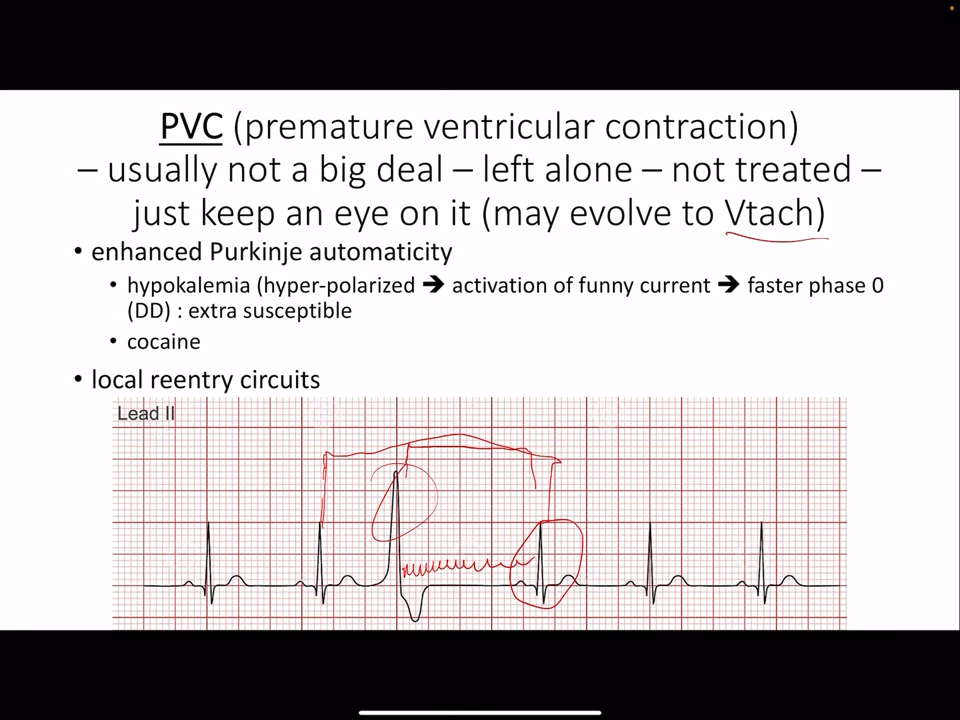 PVC (premature ventricular contraction)
– usually not a big deal – left alone – not treated –
just keep an eye on it (may evolve to Vtach)
• enhanced Purkinje automaticity
• hypokalemia (hyper-polarized ➔ activation of funny current ➔ faster phase 0
(DD) : extra susceptible
• cocaine
• local reentry circuits
Lead II